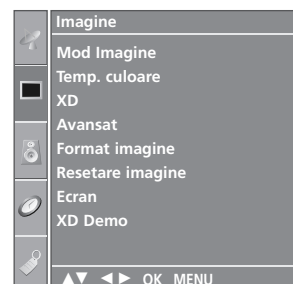 Imagine
Mod Imagine
Temp. culoare
XD
Avansat
Format imagine
Resetare imagine
Ecran
XD Demo
▲▼ ◄► OK MENU